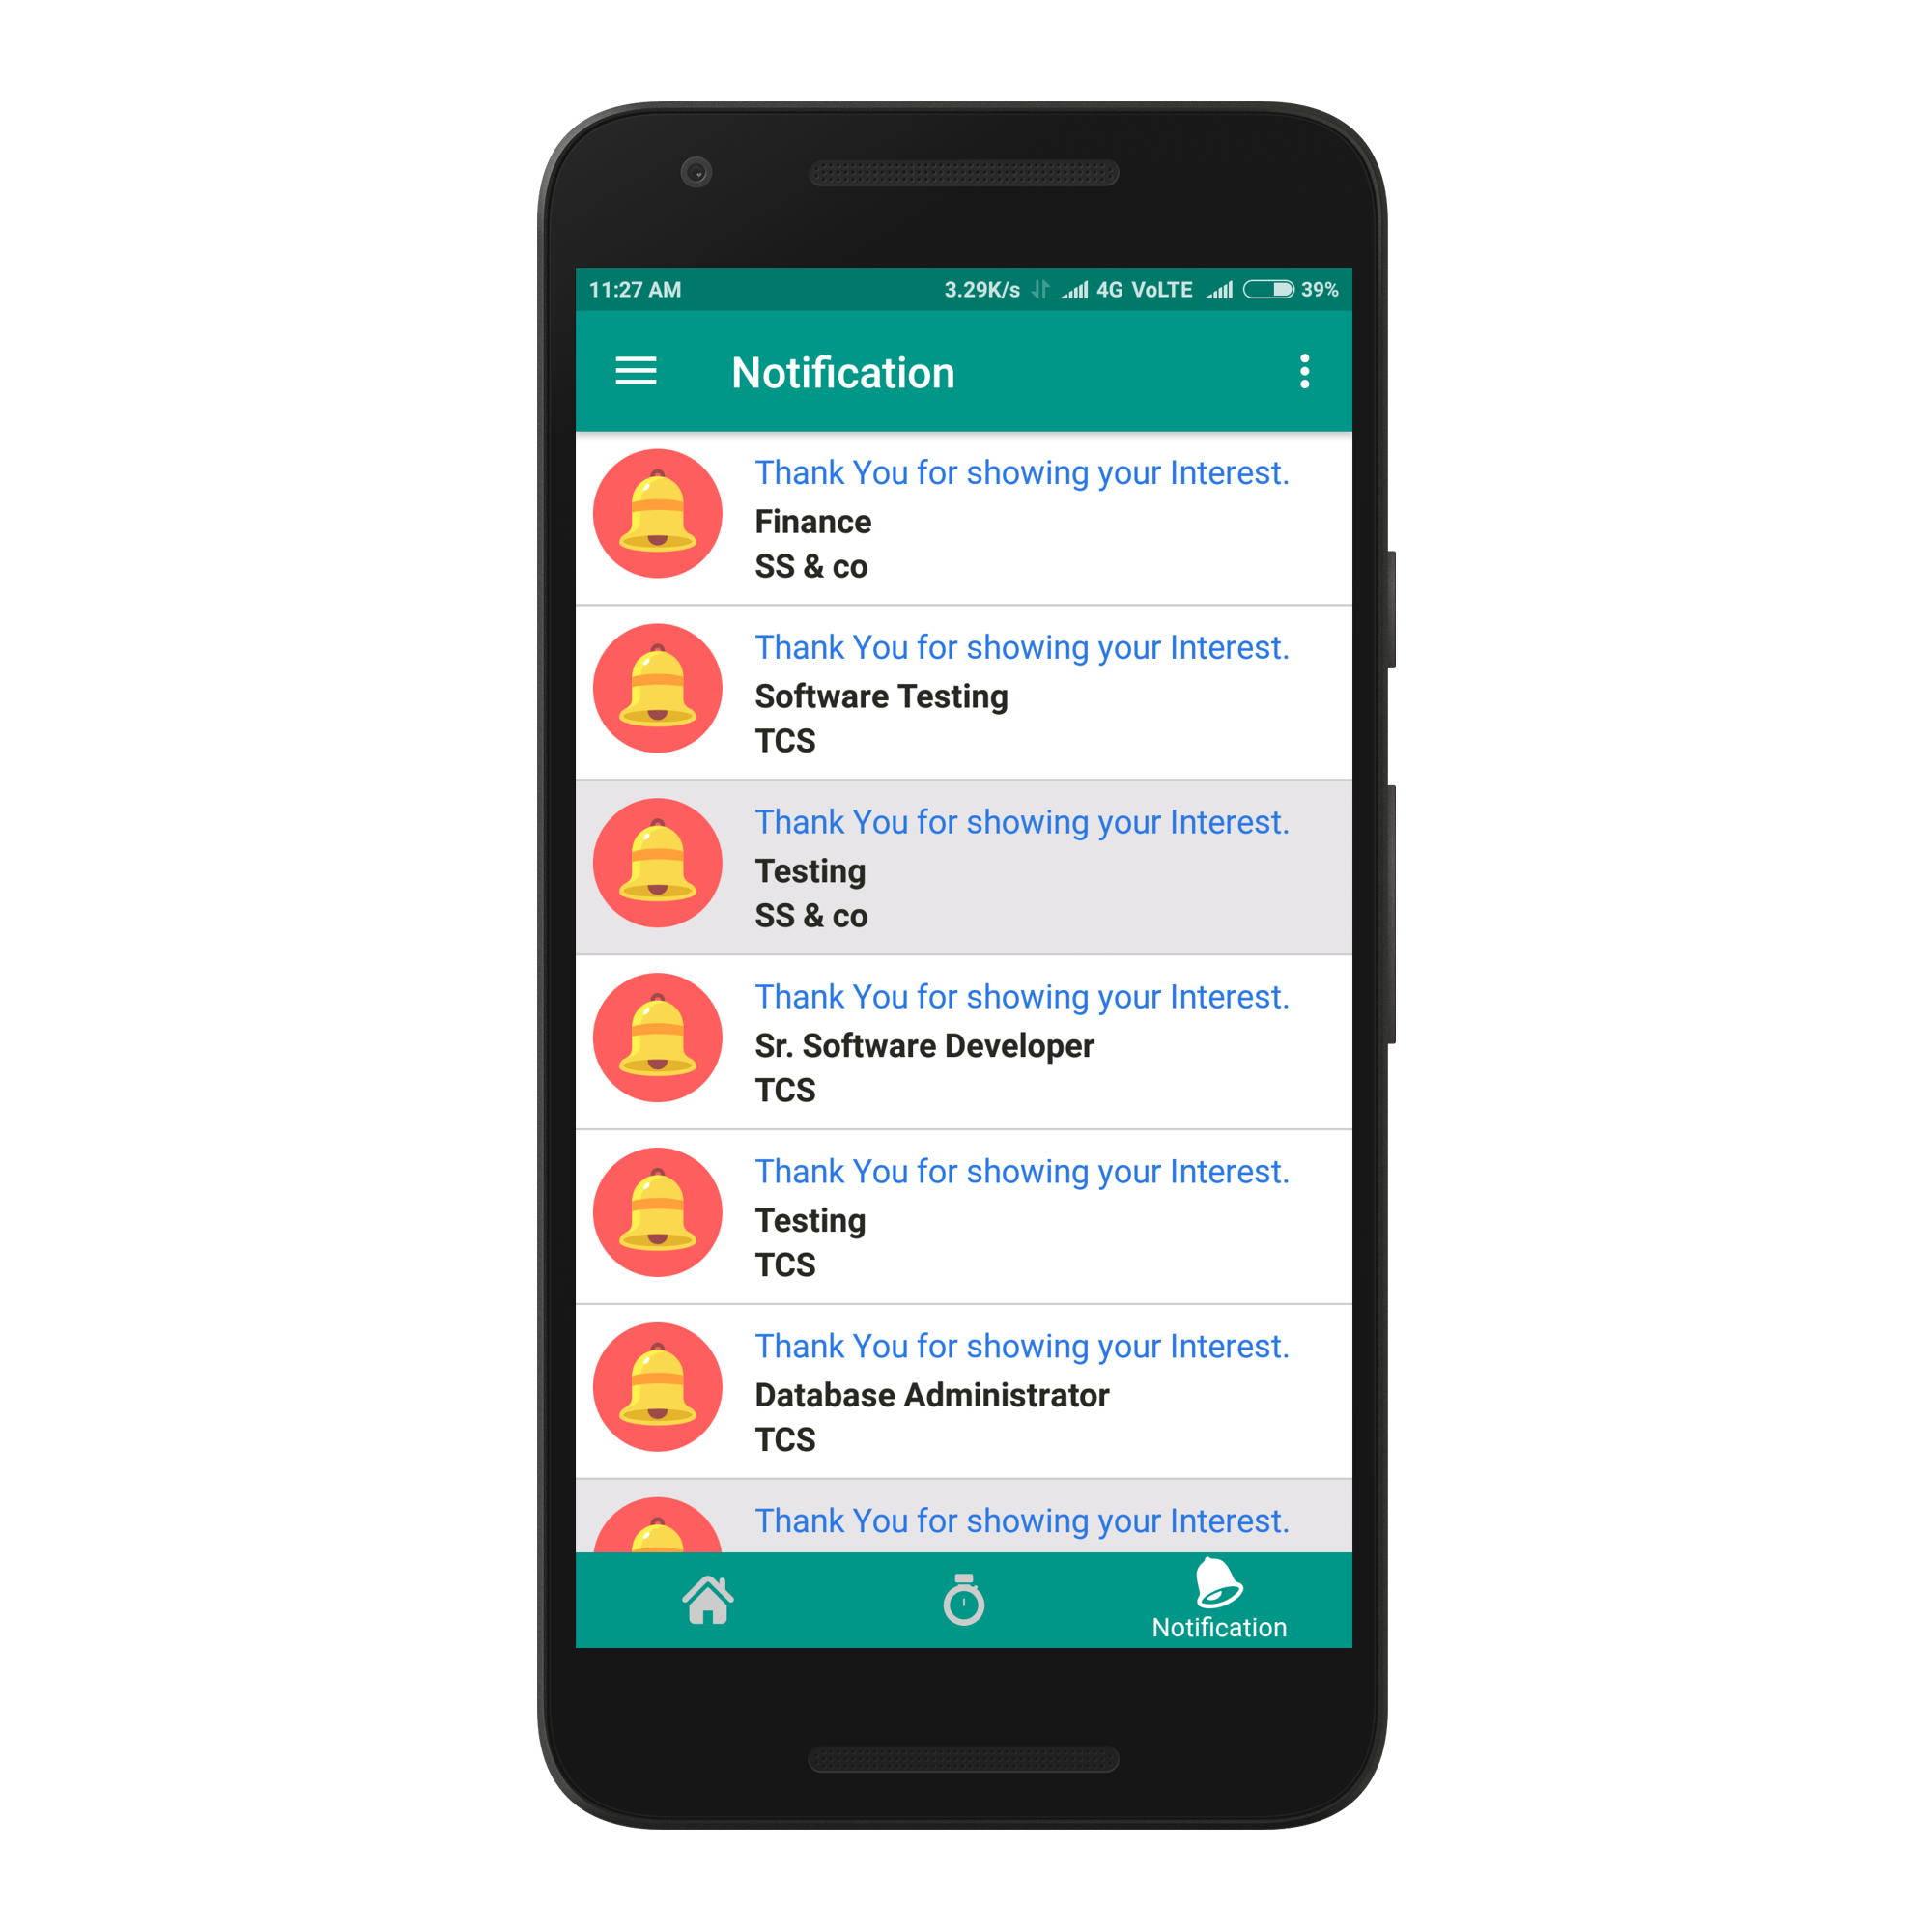 11:27 AM 3.29K/s 4G VoLTE 39%
Notification
Thank You for showing your Interest.
Finance
SS & co
Thank You for showing your Interest.
Software Testing
TCS
Thank You for showing your Interest.
Testing
SS & co
Thank You for showing your Interest.
Sr. Software Developer
TCS
Thank You for showing your Interest.
Testing
TCS
Thank You for showing your Interest.
Database Administrator
TCS
Thank You for showing your Interest.
Notification